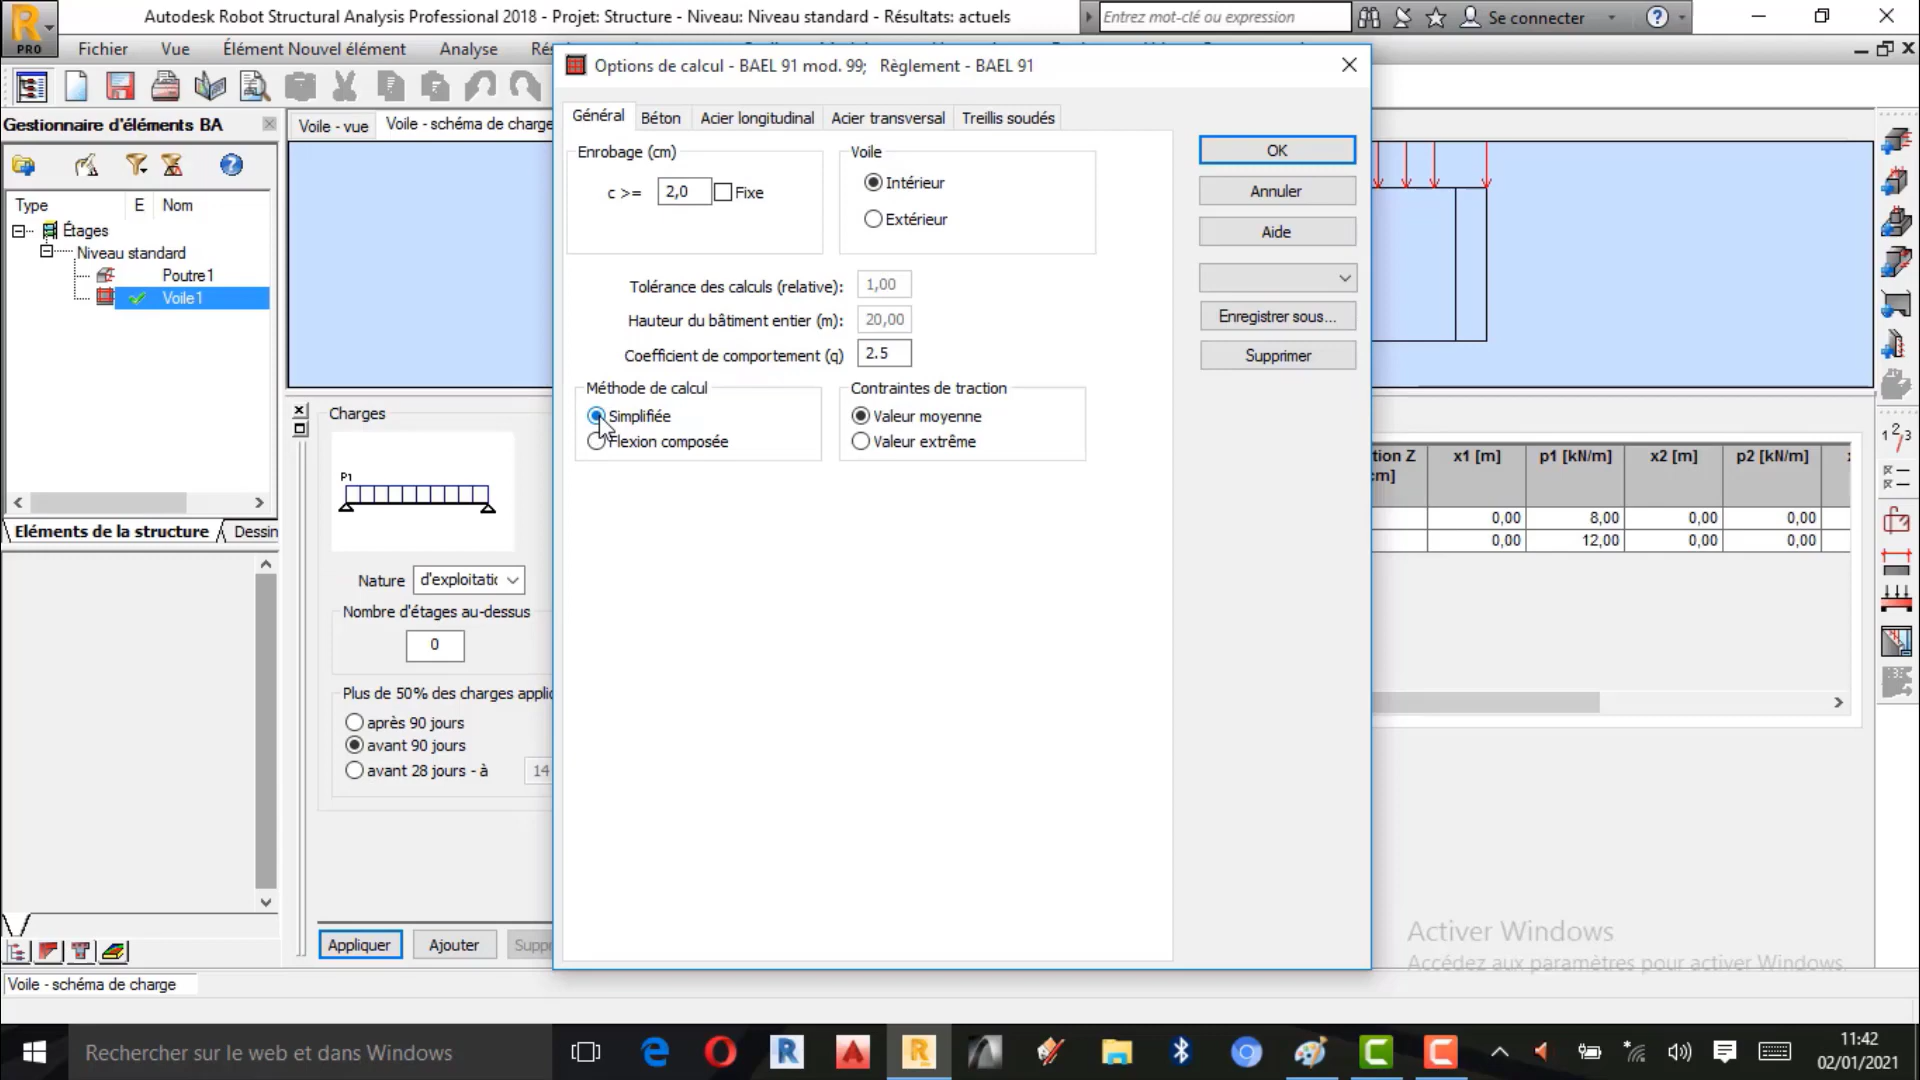 Autodesk Robot Structural Analysis Professional 2018 - Projet: Structure - Niveau: Niveau standard - Résultats: actuels
Entrez mot-clé ou expression
Se connecter
PRO
Fichier Vue Élément Nouvel élément Analyse
Options de calcul - BAEL 91 mod. 99; Règlement - BAEL 91
Gestionnaire d'éléments BA
Voile - vue Voile - schéma de charge
Général Béton Acier longitudinal Acier transversal Treillis soudés
Type E Nom
Étages
Niveau standard
Poutre1
Voile1
Enrobage (cm)
c >= 2,0 Fixe
Voile
Intérieur
Extérieur
OK
Annuler
Aide
Enregistrer sous...
Supprimer
Tolérance des calculs (relative): 1,00
Hauteur du bâtiment entier (m): 20,00
Coefficient de comportement (q) 2.5
Méthode de calcul
Simplifiée
Flexion composée
Contraintes de traction
Valeur moyenne
Valeur extrême
Eléments de la structure Dessin
Charges
P1
Nature d'exploitatic
Nombre d'étages au-dessus
0
Plus de 50% des charges applic
après 90 jours
avant 90 jours
avant 28 jours - à 14
Appliquer Ajouter Supp
tion Z x1 [m] p1 [kN/m] x2 [m] p2 [kN/m]
cm]
0,00 8,00 0,00 0,00
0,00 12,00 0,00 0,00
Activer Windows
Accédez aux paramètres pour activer Windows.
Voile - schéma de charge
Rechercher sur le web et dans Windows
11:42
02/01/2021